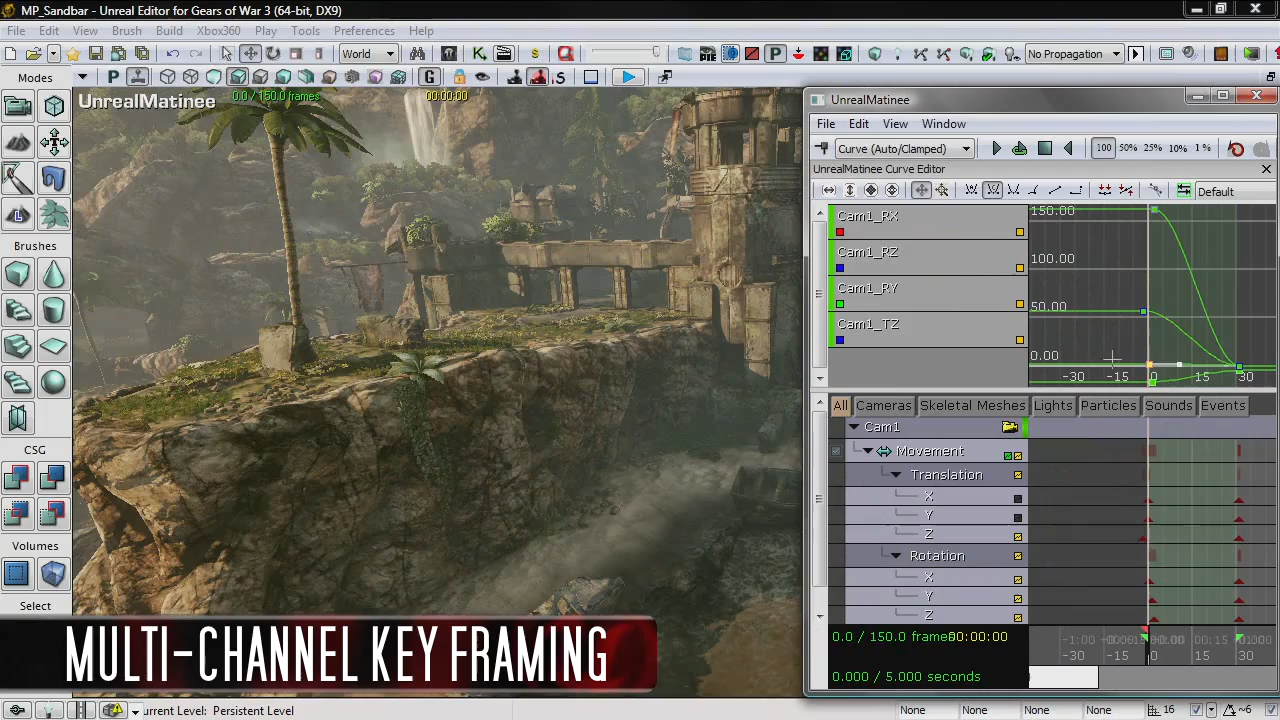 MP_Sandbar - Unreal Editor for Gears of War 3 (64-bit, DX9)
File Edit View Brush Build Xbox360 Play Tools Preferences Help
World
No Propagation
Modes
UnrealMatinee
0.0 / 150.0 frames
00:00:00
Brushes
CSG
Volumes
Select
UnrealMatinee
File Edit View Window
Curve (Auto/Clamped)
100 50% 25% 10% 1 %
UnrealMatinee Curve Editor
Default
Cam1_RX
Cam1_RZ
Cam1_RY
Cam1_TZ
150.00
100.00
50.00
0.00
-30 -15 0 15 30
All Cameras Skeletal Meshes Lights Particles Sounds Events
Cam1
Movement
Translation
X
Y
Z
Rotation
X
Y
Z
0.0 / 150.0 frames
00:00:00
-1:00
00:15
-30 -15 0 15 30
0.000 / 5.000 seconds
MULTI-CHANNEL KEY FRAMING
urrent Level: Persistent Level
None None None None 16 ~6